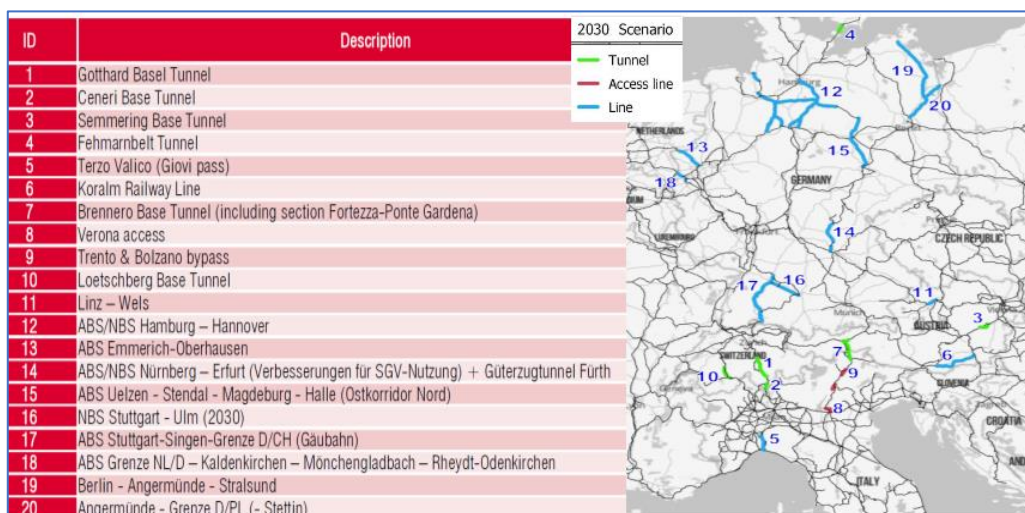 ID Description
1 Gotthard Basel Tunnel
2 Ceneri Base Tunnel
3 Semmering Base Tunnel
4 Fehmarnbelt Tunnel
5 Terzo Valico (Giovi pass)
6 Koralm Railway Line
7 Brennero Base Tunnel (including section Fortezza-Ponte Gardena)
8 Verona access
9 Trento & Bolzano bypass
10 Loetschberg Base Tunnel
11 Linz – Wels
12 ABS/NBS Hamburg – Hannover
13 ABS Emmerich-Oberhausen
14 ABS/NBS Nürnberg – Erfurt (Verbesserungen für SGV-Nutzung) + Güterzugtunnel Fürth
15 ABS Uelzen - Stendal - Magdeburg - Halle (Ostkorridor Nord)
16 NBS Stuttgart - Ulm (2030)
17 ABS Stuttgart-Singen-Grenze D/CH (Gäubahn)
18 ABS Grenze NL/D – Kaldenkirchen – Mönchengladbach – Rheydt-Odenkirchen
19 Berlin - Angermünde - Stralsund
20 Angermünde - Grenze D/PL (- Stettin)
2030 Scenario
Tunnel
Access line
Line
4
19
Hamburg
12
20
NETHERLANDS
13
15
18
GERMANY
LUXEMBOURG
14
CZECH REPUBLIC
17
16
11
Munich
3
AUSTRIA
7
6
SWITZERLAND
1
9
10
2
SLOVENIA
8
CROATIA
5
ITALY